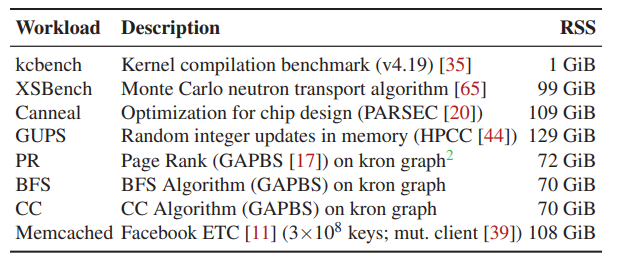 Workload Description RSS
kcbench Kernel compilation benchmark (v4.19) [35] 1 GiB
XSBench Monte Carlo neutron transport algorithm [65] 99 GiB
Canneal Optimization for chip design (PARSEC [20]) 109 GiB
GUPS Random integer updates in memory (HPCC [44]) 129 GiB
PR Page Rank (GAPBS [17]) on kron graph² 72 GiB
BFS BFS Algorithm (GAPBS) on kron graph 70 GiB
CC CC Algorithm (GAPBS) on kron graph 70 GiB
Memcached Facebook ETC [11] (3×10⁸ keys; mut. client [39]) 108 GiB